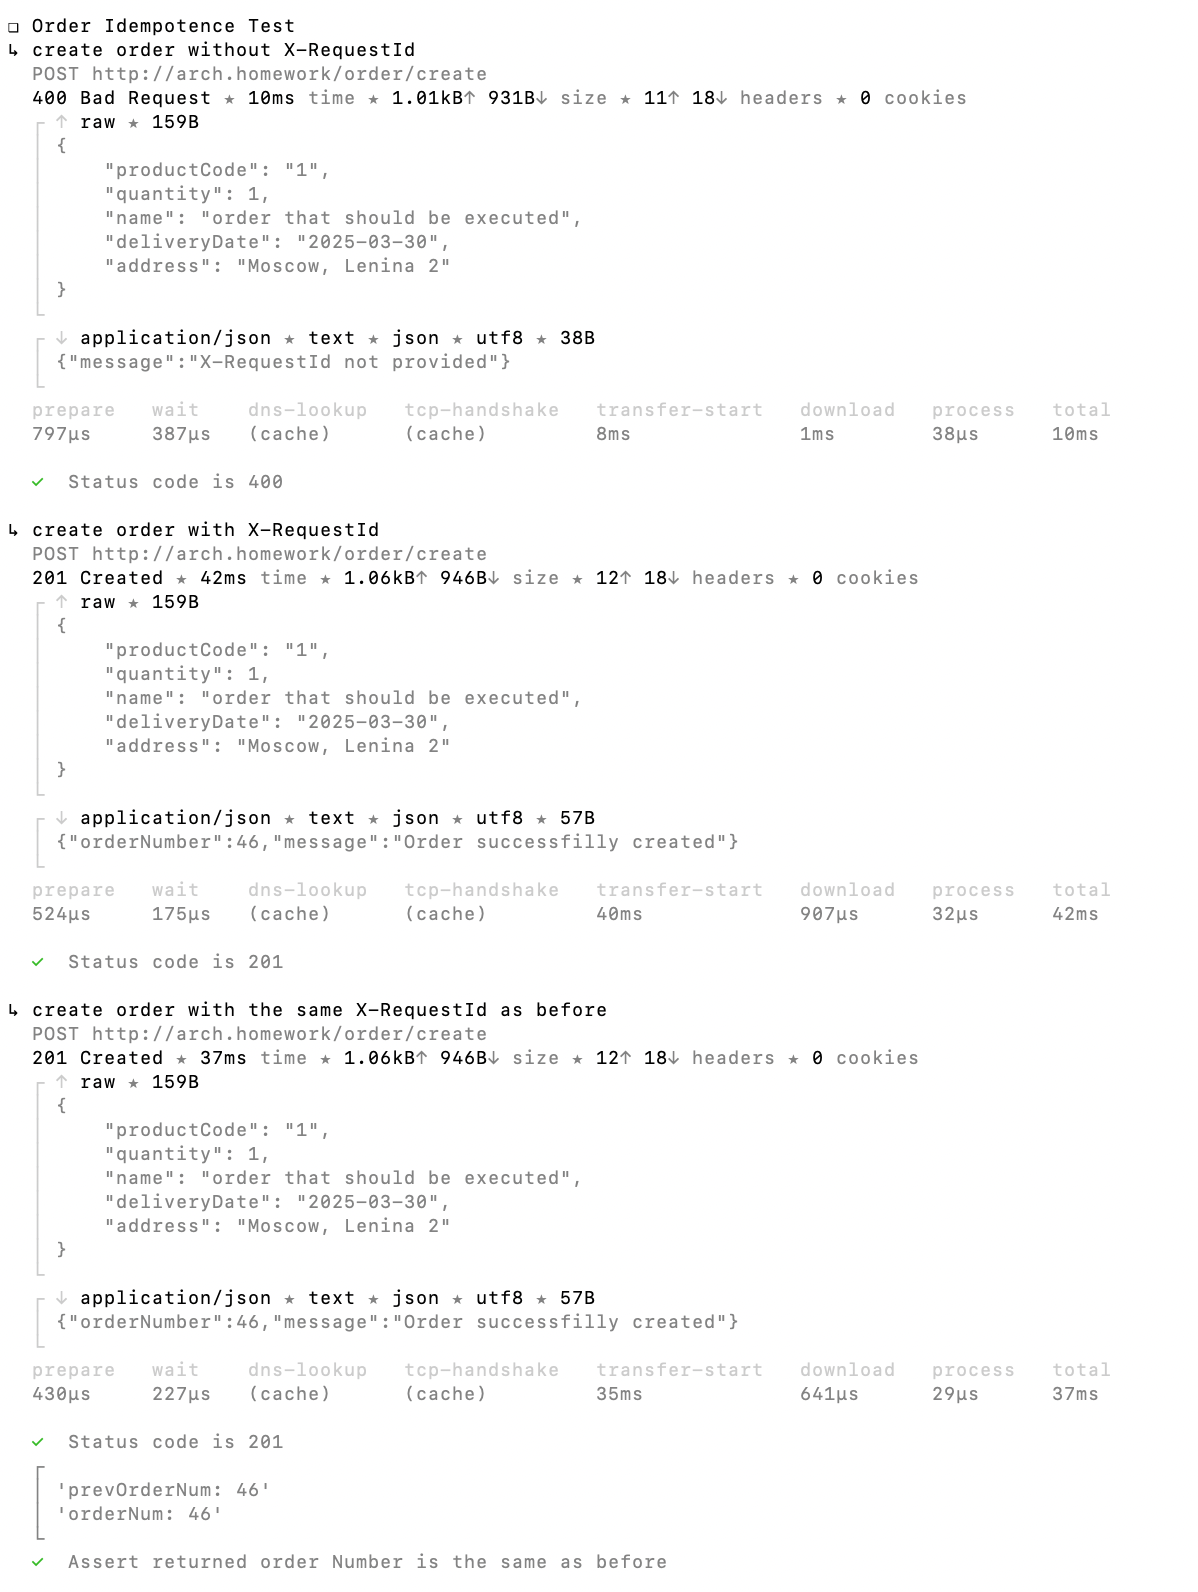 ❏ Order Idempotence Test
↳ create order without X-RequestId
POST http://arch.homework/order/create
400 Bad Request ★ 10ms time ★ 1.01kB↑ 931B↓ size ★ 11↑ 18↓ headers ★ 0 cookies
┌ ↑ raw ★ 159B
│ {
│     "productCode": "1",
│     "quantity": 1,
│     "name": "order that should be executed",
│     "deliveryDate": "2025-03-30",
│     "address": "Moscow, Lenina 2"
│ }
└
┌ ↓ application/json ★ text ★ json ★ utf8 ★ 38B
│ {"message":"X-RequestId not provided"}
└
prepare   wait    dns-lookup   tcp-handshake   transfer-start   download   process   total
797µs     387µs   (cache)      (cache)         8ms              1ms        38µs      10ms
✓  Status code is 400
↳ create order with X-RequestId
POST http://arch.homework/order/create
201 Created ★ 42ms time ★ 1.06kB↑ 946B↓ size ★ 12↑ 18↓ headers ★ 0 cookies
┌ ↑ raw ★ 159B
│ {
│     "productCode": "1",
│     "quantity": 1,
│     "name": "order that should be executed",
│     "deliveryDate": "2025-03-30",
│     "address": "Moscow, Lenina 2"
│ }
└
┌ ↓ application/json ★ text ★ json ★ utf8 ★ 57B
│ {"orderNumber":46,"message":"Order successfilly created"}
└
prepare   wait    dns-lookup   tcp-handshake   transfer-start   download   process   total
524µs     175µs   (cache)      (cache)         40ms             907µs      32µs      42ms
✓  Status code is 201
↳ create order with the same X-RequestId as before
POST http://arch.homework/order/create
201 Created ★ 37ms time ★ 1.06kB↑ 946B↓ size ★ 12↑ 18↓ headers ★ 0 cookies
┌ ↑ raw ★ 159B
│ {
│     "productCode": "1",
│     "quantity": 1,
│     "name": "order that should be executed",
│     "deliveryDate": "2025-03-30",
│     "address": "Moscow, Lenina 2"
│ }
└
┌ ↓ application/json ★ text ★ json ★ utf8 ★ 57B
│ {"orderNumber":46,"message":"Order successfilly created"}
└
prepare   wait    dns-lookup   tcp-handshake   transfer-start   download   process   total
430µs     227µs   (cache)      (cache)         35ms             641µs      29µs      37ms
✓  Status code is 201
┌
│ 'prevOrderNum: 46'
│ 'orderNum: 46'
└
✓  Assert returned order Number is the same as before